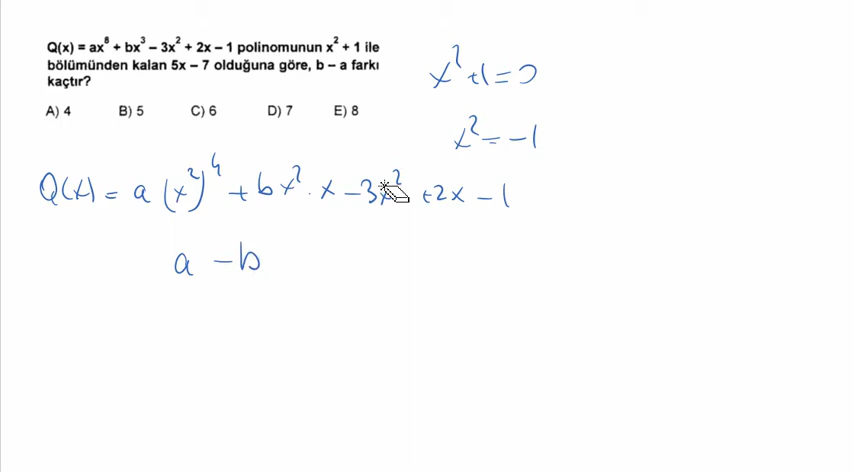 Q(x) = ax⁸ + bx³ – 3x² + 2x – 1 polinomunun x² + 1 ile
bölümünden kalan 5x – 7 olduğuna göre, b – a farkı
kaçtır?
A) 4 B) 5 C) 6 D) 7 E) 8
x² + 1 = 0
x² = -1
Q(x) = a (x²)⁴ + bx² · x - 3x² + 2x - 1
a - b